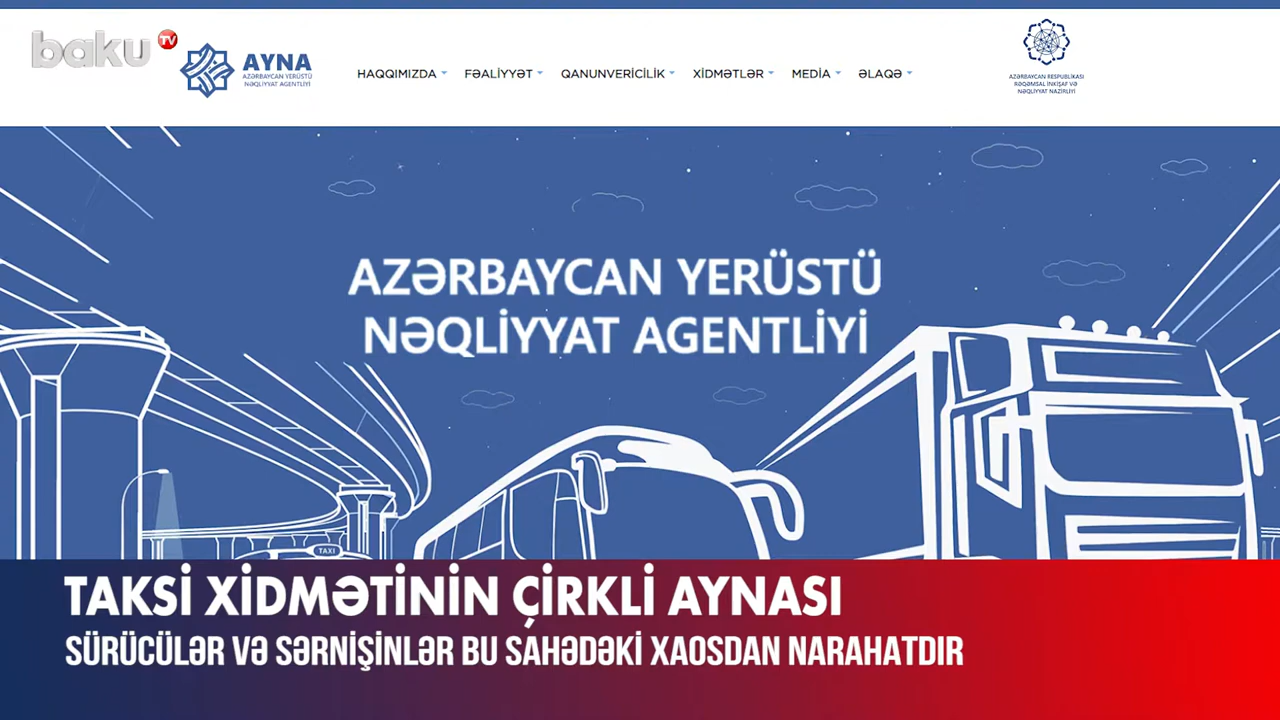 baku TV
AYNA
AZƏRBAYCAN YERÜSTÜ
NƏQLİYYAT AGENTLİYİ
HAQQIMIZDA FƏALİYYƏT QANUNVERİCİLİK XİDMƏTLƏR MEDİA ƏLAQƏ
AZƏRBAYCAN RESPUBLİKASI
RƏQƏMSAL İNKİŞAF VƏ
NƏQLİYYAT NAZİRLİYİ
AZƏRBAYCAN YERÜSTÜ
NƏQLİYYAT AGENTLİYİ
TAXI
TAKSİ XİDMƏTİNİN ÇİRKLİ AYNASI
SÜRÜCÜLƏR VƏ SƏRNİŞİNLƏR BU SAHƏDƏKİ XAOSDAN NARAHATDIR